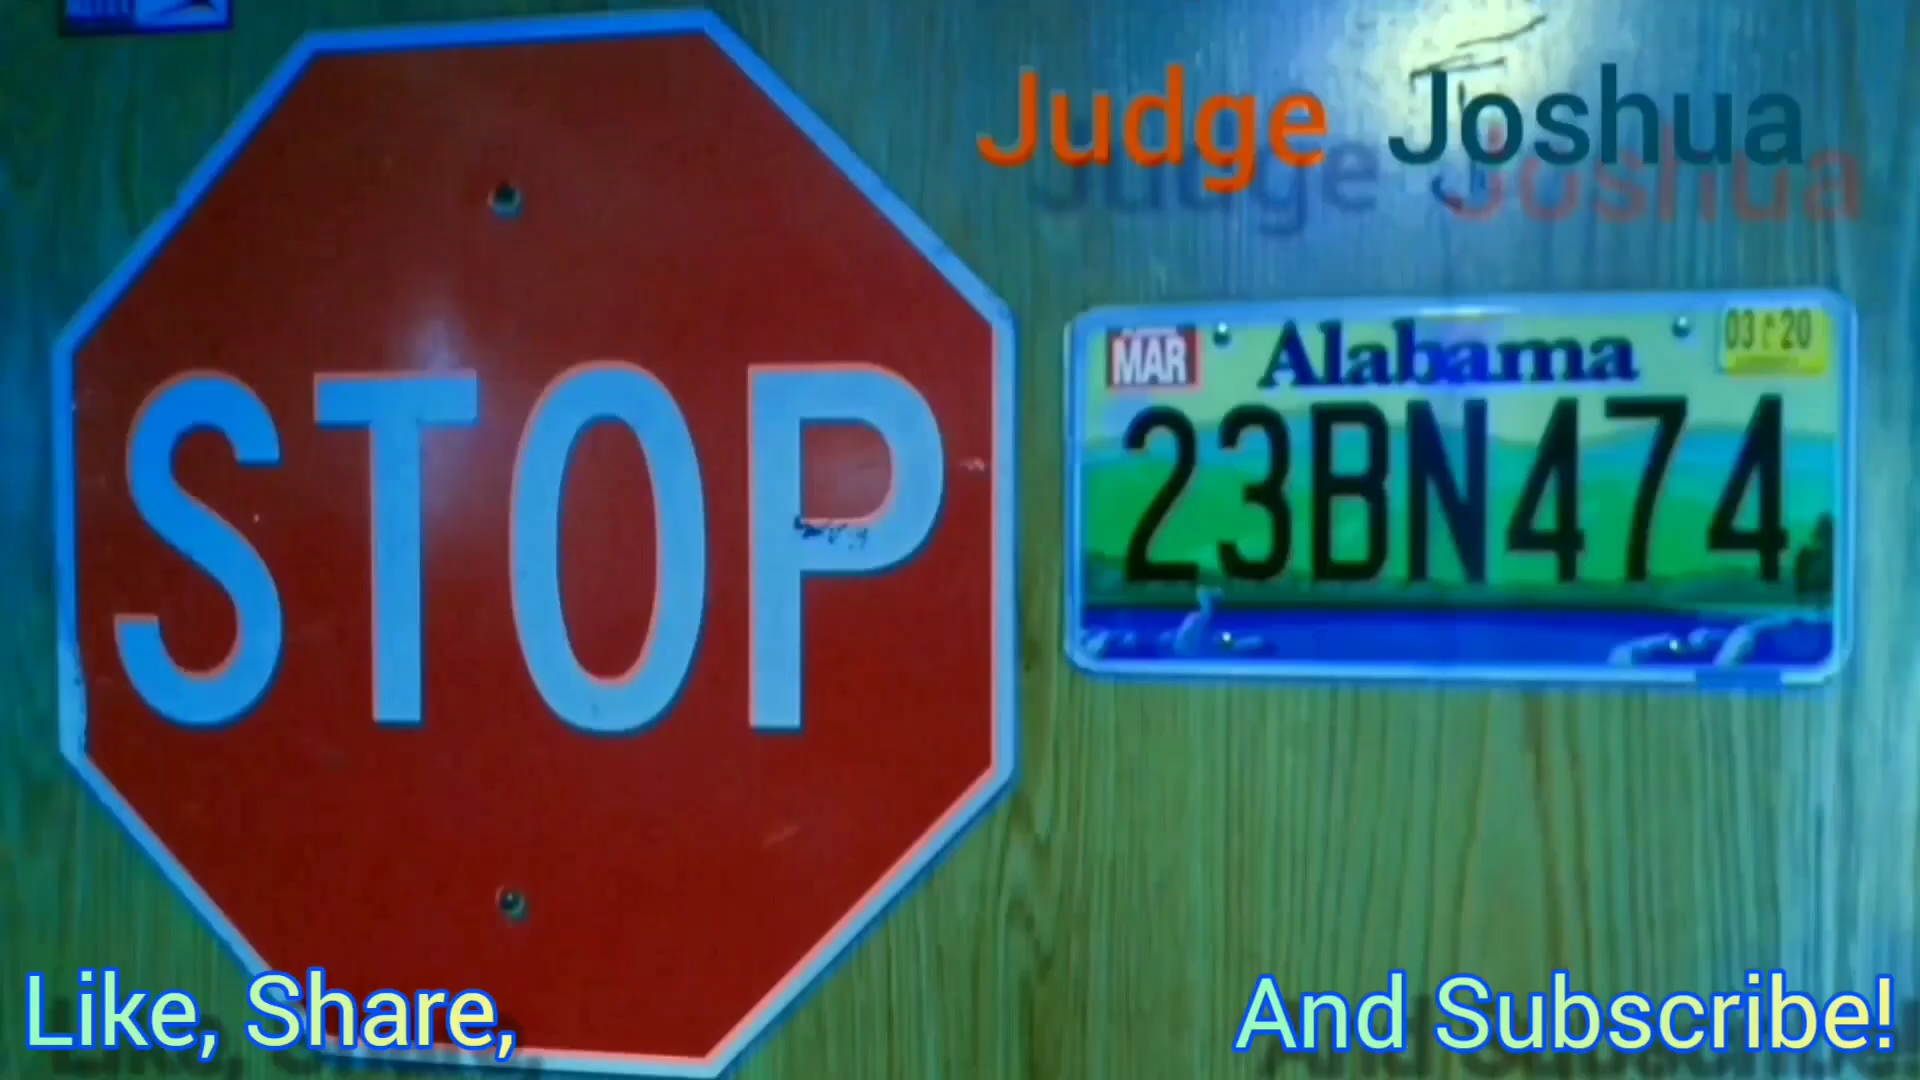 Judge Joshua
STOP
MAR
Alabama
03 20
23BN474
Like, Share,
And Subscribe!